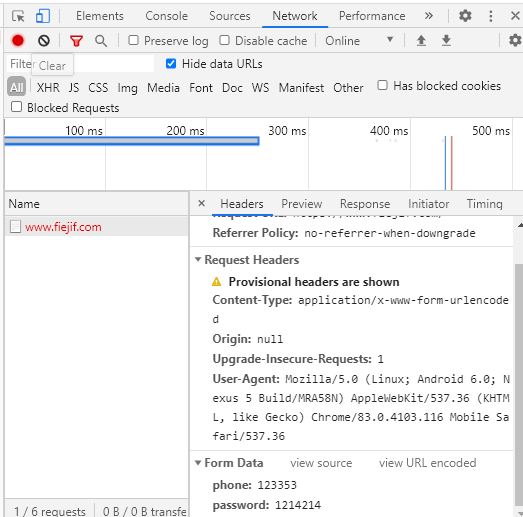 Elements Console Sources Network Performance »
Preserve log Disable cache Online
Filter Clear Hide data URLs
All XHR JS CSS Img Media Font Doc WS Manifest Other Has blocked cookies
Blocked Requests
100 ms 200 ms 300 ms 400 ms 500 ms
Name
× Headers Preview Response Initiator Timing
www.fiejif.com
Referrer Policy: no-referrer-when-downgrade
Request Headers
Provisional headers are shown
Content-Type: application/x-www-form-urlencode
d
Origin: null
Upgrade-Insecure-Requests: 1
User-Agent: Mozilla/5.0 (Linux; Android 6.0; N
exus 5 Build/MRA58N) AppleWebKit/537.36 (KHTM
L, like Gecko) Chrome/83.0.4103.116 Mobile Sa
fari/537.36
Form Data view source view URL encoded
phone: 123353
password: 1214214
1 / 6 requests 0 B / 0 B transfe